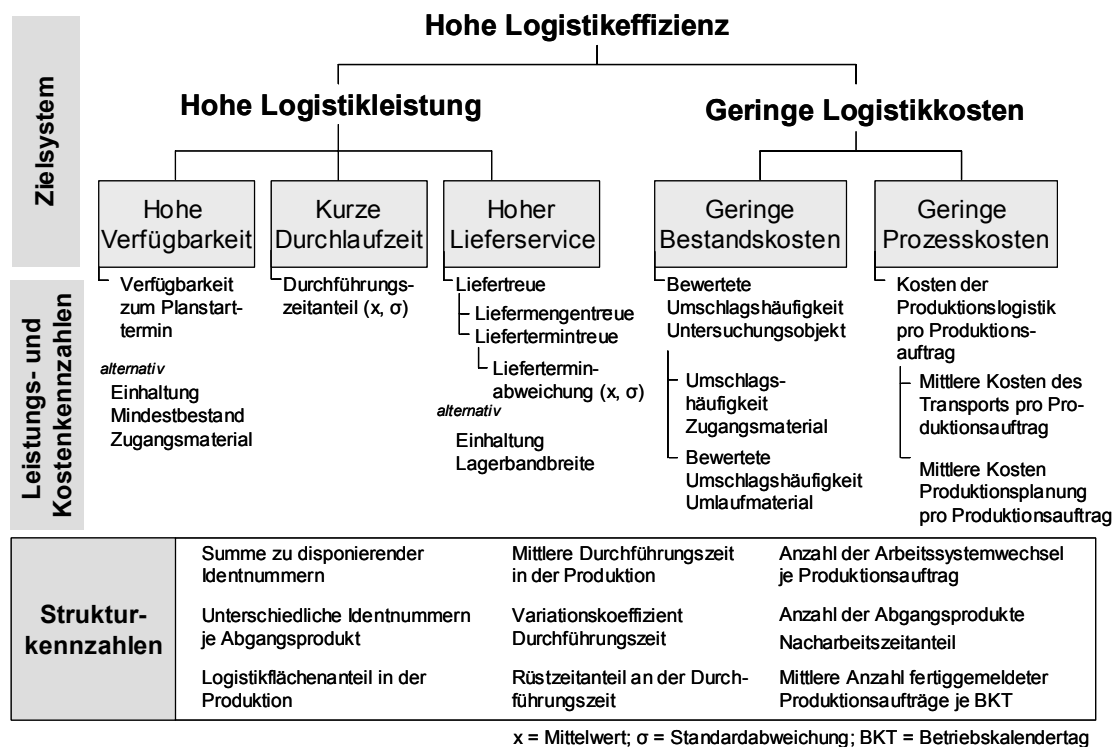 Zielsystem
Hohe Logistikeffizienz
Hohe Logistikleistung
Geringe Logistikkosten
Hohe
Verfügbarkeit
Kurze
Durchlaufzeit
Hoher
Lieferservice
Geringe
Bestandskosten
Geringe
Prozesskosten
Leistungs- und
Kostenkennzahlen
Verfügbarkeit
zum Planstart-
termin
alternativ
Einhaltung
Mindestbestand
Zugangsmaterial
Durchführungs-
zeitanteil (x, σ)
Liefertreue
Liefermengentreue
Liefertermintreue
Liefertermin-
abweichung (x, σ)
alternativ
Einhaltung
Lagerbandbreite
Bewertete
Umschlagshäufigkeit
Untersuchungsobjekt
Umschlags-
häufigkeit
Zugangsmaterial
Bewertete
Umschlagshäufigkeit
Umlaufmaterial
Kosten der
Produktionslogistik
pro Produktions-
auftrag
Mittlere Kosten des
Transports pro Pro-
duktionsauftrag
Mittlere Kosten
Produktionsplanung
pro Produktionsauftrag
Struktur-
kennzahlen
Summe zu disponierender
Identnummern
Unterschiedliche Identnummern
je Abgangsprodukt
Logistikflächenanteil in der
Produktion
Mittlere Durchführungszeit
in der Produktion
Variationskoeffizient
Durchführungszeit
Rüstzeitanteil an der Durch-
führungszeit
Anzahl der Arbeitssystemwechsel
je Produktionsauftrag
Anzahl der Abgangsprodukte
Nacharbeitszeitanteil
Mittlere Anzahl fertiggemeldeter
Produktionsaufträge je BKT
x = Mittelwert; σ = Standardabweichung; BKT = Betriebskalendertag